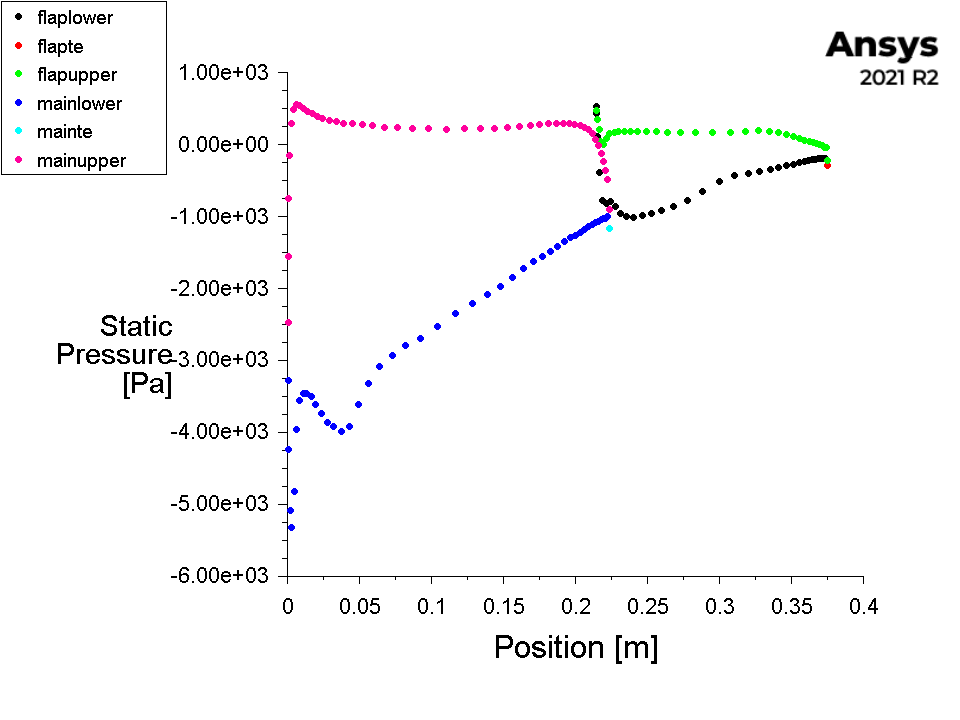 flaplower
flapte
flapupper
mainlower
mainte
mainupper
Ansys
2021 R2
1.00e+03
0.00e+00
-1.00e+03
-2.00e+03
-3.00e+03
-4.00e+03
-5.00e+03
-6.00e+03
Static
Pressure
[Pa]
0 0.05 0.1 0.15 0.2 0.25 0.3 0.35 0.4
Position [m]